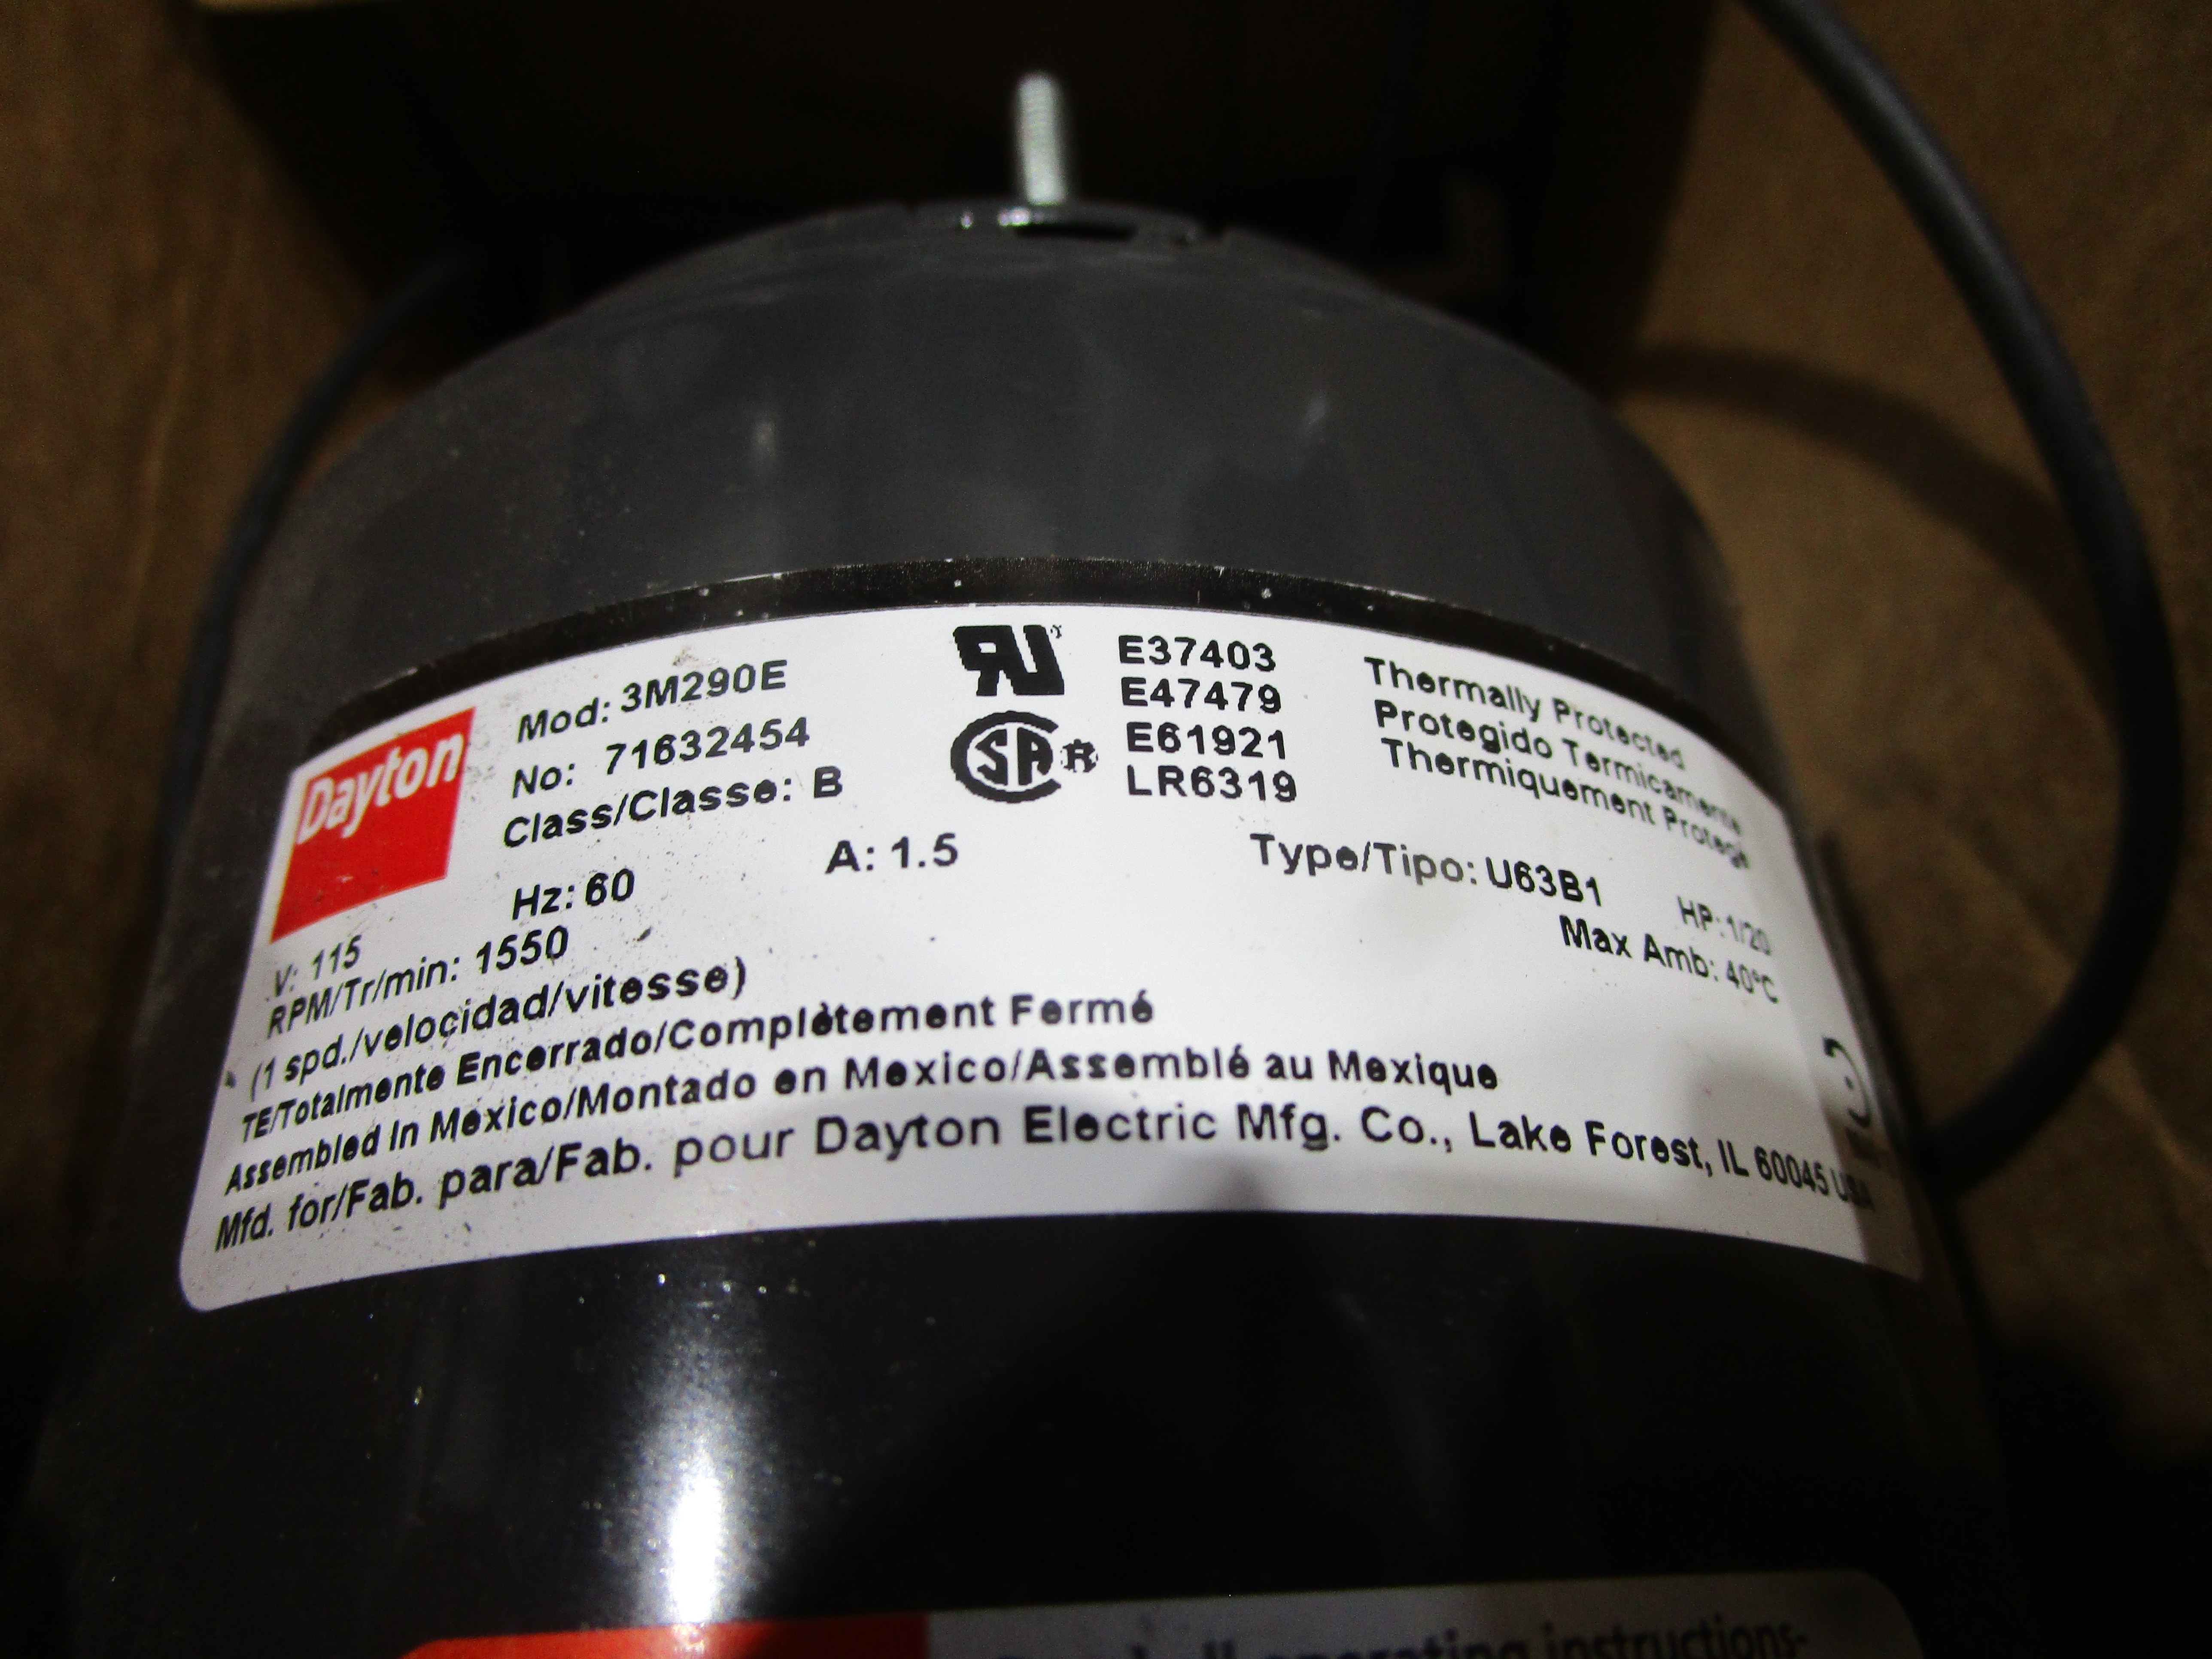 Dayton
Mod: 3M290E
No: 71632454
Class/Classe: B
E37403
E47479
E61921
LR6319
Thermally Protected
Protegido Termicamente
Thermiquement Protégé
V: 115
Hz: 60
A: 1.5
Type/Tipo: U63B1
HP: 1/20
RPM/Tr/min: 1550
Max Amb: 40°C
(1 spd./velocidad/vitesse)
TE/Totalmente Encerrado/Complètement Fermé
Assembled In Mexico/Montado en Mexico/Assemblé au Mexique
Mfd. for/Fab. para/Fab. pour Dayton Electric Mfg. Co., Lake Forest, IL 60045 USA
operating instructions-